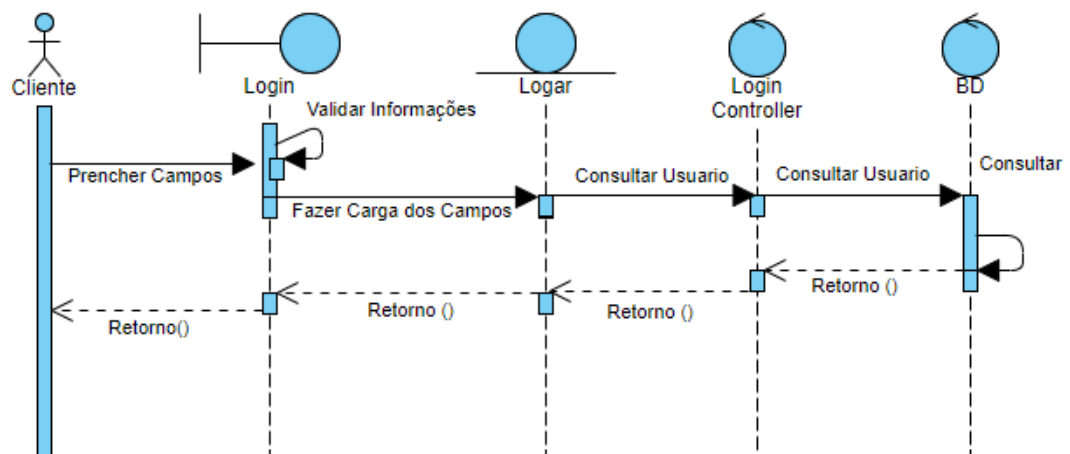 Cliente
Login
Logar
Login
Controller
BD
Validar Informações
Prencher Campos
Fazer Carga dos Campos
Consultar Usuario
Consultar Usuario
Consultar
Retorno ()
Retorno ()
Retorno ()
Retorno()